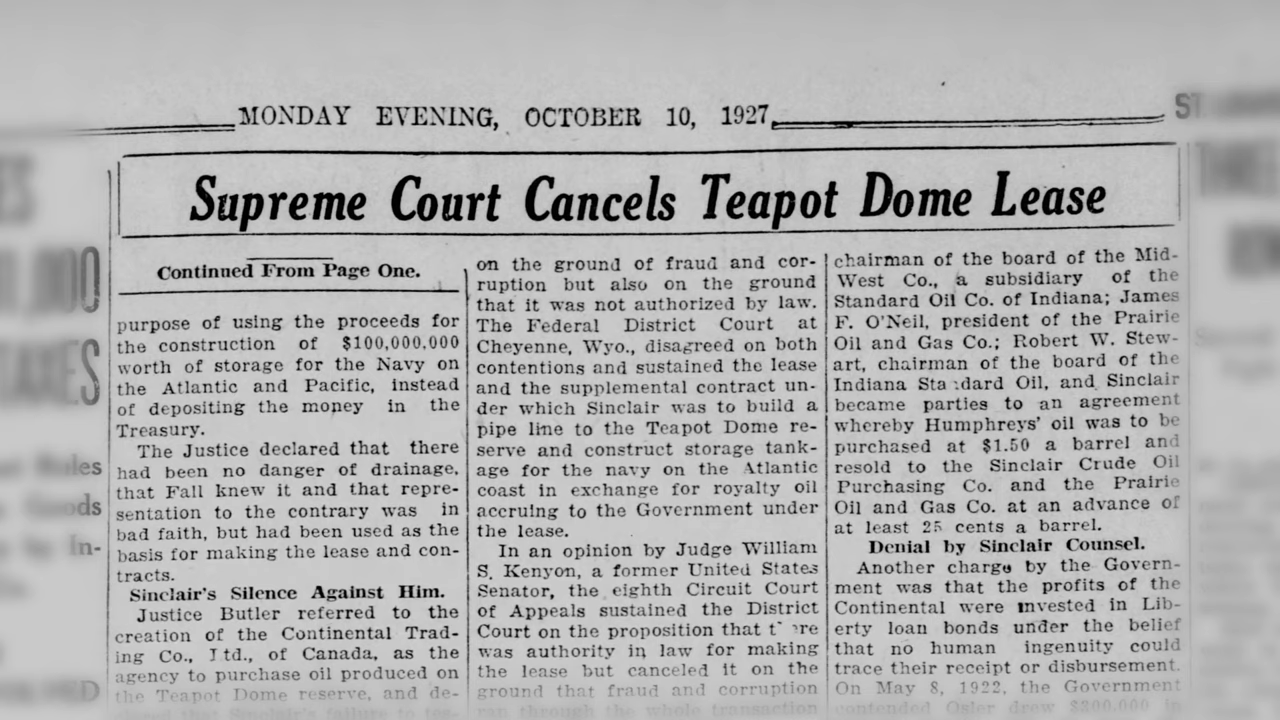 MONDAY EVENING, OCTOBER 10, 1927
Supreme Court Cancels Teapot Dome Lease
Continued From Page One.
purpose of using the proceeds for
the construction of $100,000,000
worth of storage for the Navy on
the Atlantic and Pacific, instead
of depositing the money in the
Treasury.
The Justice declared that there
had been no danger of drainage,
that Fall knew it and that repre-
sentation to the contrary was in
bad faith, but had been used as the
basis for making the lease and con-
tracts.
Sinclair's Silence Against Him.
Justice Butler referred to the
creation of the Continental Trad-
ing Co., Ltd., of Canada, as the
agency to purchase oil produced on
the Teapot Dome reserve, and de-
on the ground of fraud and cor-
ruption but also on the ground
that it was not authorized by law.
The Federal District Court at
Cheyenne, Wyo., disagreed on both
contentions and sustained the lease
and the supplemental contract un-
der which Sinclair was to build a
pipe line to the Teapot Dome re-
serve and construct storage tank-
age for the navy on the Atlantic
coast in exchange for royalty oil
accruing to the Government under
the lease.
In an opinion by Judge William
S. Kenyon, a former United States
Senator, the eighth Circuit Court
of Appeals sustained the District
Court on the proposition that there
was authority in law for making
the lease but canceled it on the
ground that fraud and corruption
ran through the whole transaction
chairman of the board of the Mid-
West Co., a subsidiary of the
Standard Oil Co. of Indiana; James
F. O'Neil, president of the Prairie
Oil and Gas Co.; Robert W. Stew-
art, chairman of the board of the
Indiana Standard Oil, and Sinclair
became parties to an agreement
whereby Humphreys' oil was to be
purchased at $1.50 a barrel and
resold to the Sinclair Crude Oil
Purchasing Co. and the Prairie
Oil and Gas Co. at an advance of
at least 25 cents a barrel.
Denial by Sinclair Counsel.
Another charge by the Govern-
ment was that the profits of the
Continental were invested in Lib-
erty loan bonds under the belief
that no human ingenuity could
trace their receipt or disbursement.
On May 8, 1922, the Government
contended Osler drew $800,000 in